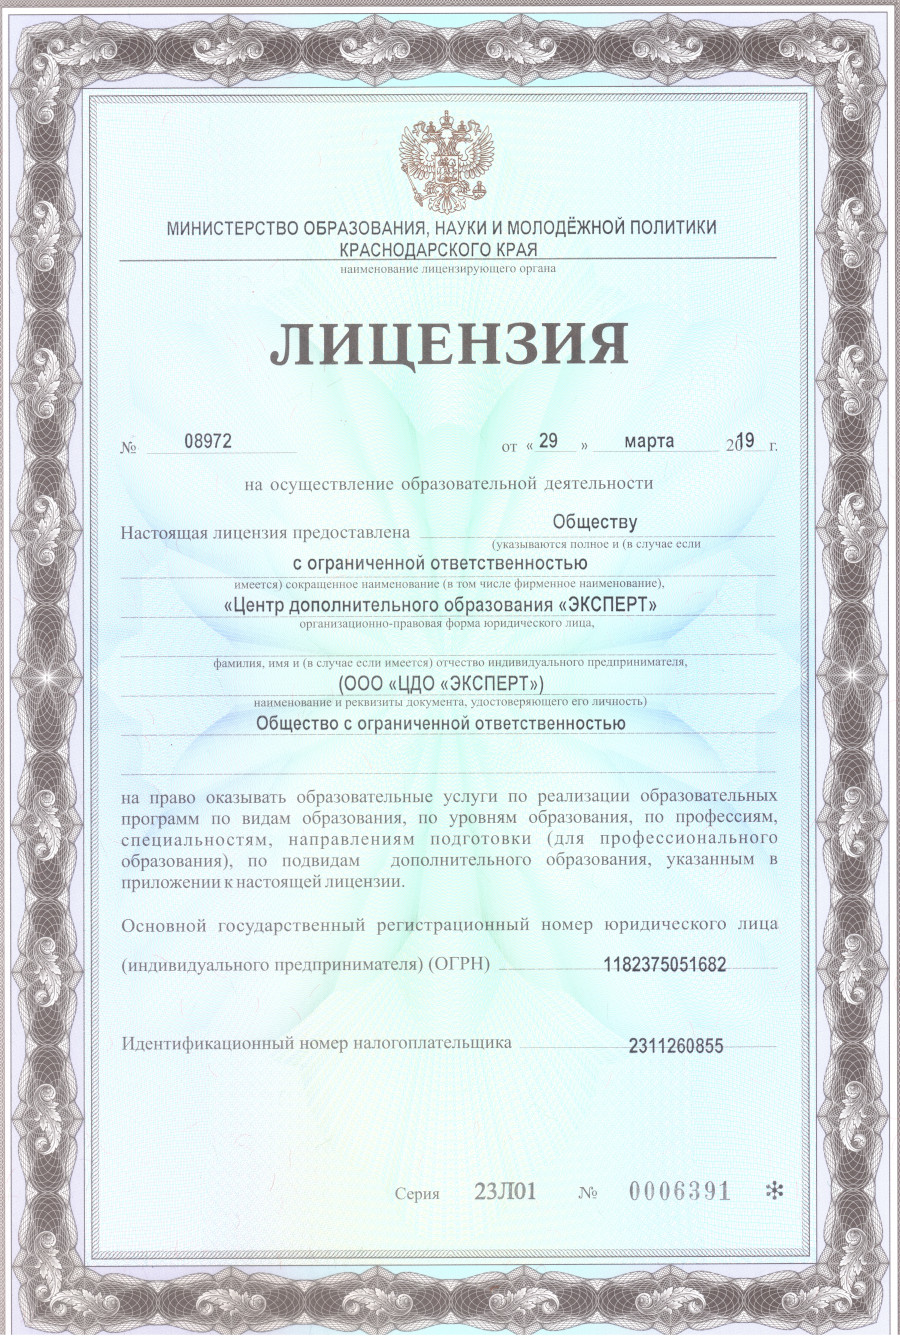 МИНИСТЕРСТВО ОБРАЗОВАНИЯ, НАУКИ И МОЛОДЁЖНОЙ ПОЛИТИКИ
КРАСНОДАРСКОГО КРАЯ
наименование лицензирующего органа
ЛИЦЕНЗИЯ
№ 08972 от « 29 » марта 2019 г.
на осуществление образовательной деятельности
Настоящая лицензия предоставлена Обществу
(указываются полное и (в случае если
с ограниченной ответственностью
имеется) сокращенное наименование (в том числе фирменное наименование),
«Центр дополнительного образования «ЭКСПЕРТ»
организационно-правовая форма юридического лица,
фамилия, имя и (в случае если имеется) отчество индивидуального предпринимателя,
(ООО «ЦДО «ЭКСПЕРТ»)
наименование и реквизиты документа, удостоверяющего его личность)
Общество с ограниченной ответственностью
на право оказывать образовательные услуги по реализации образовательных
программ по видам образования, по уровням образования, по профессиям,
специальностям, направлениям подготовки (для профессионального
образования), по подвидам дополнительного образования, указанным в
приложении к настоящей лицензии.
Основной государственный регистрационный номер юридического лица
(индивидуального предпринимателя) (ОГРН) 1182375051682
Идентификационный номер налогоплательщика 2311260855
Серия 23Л01 № 0006391 *